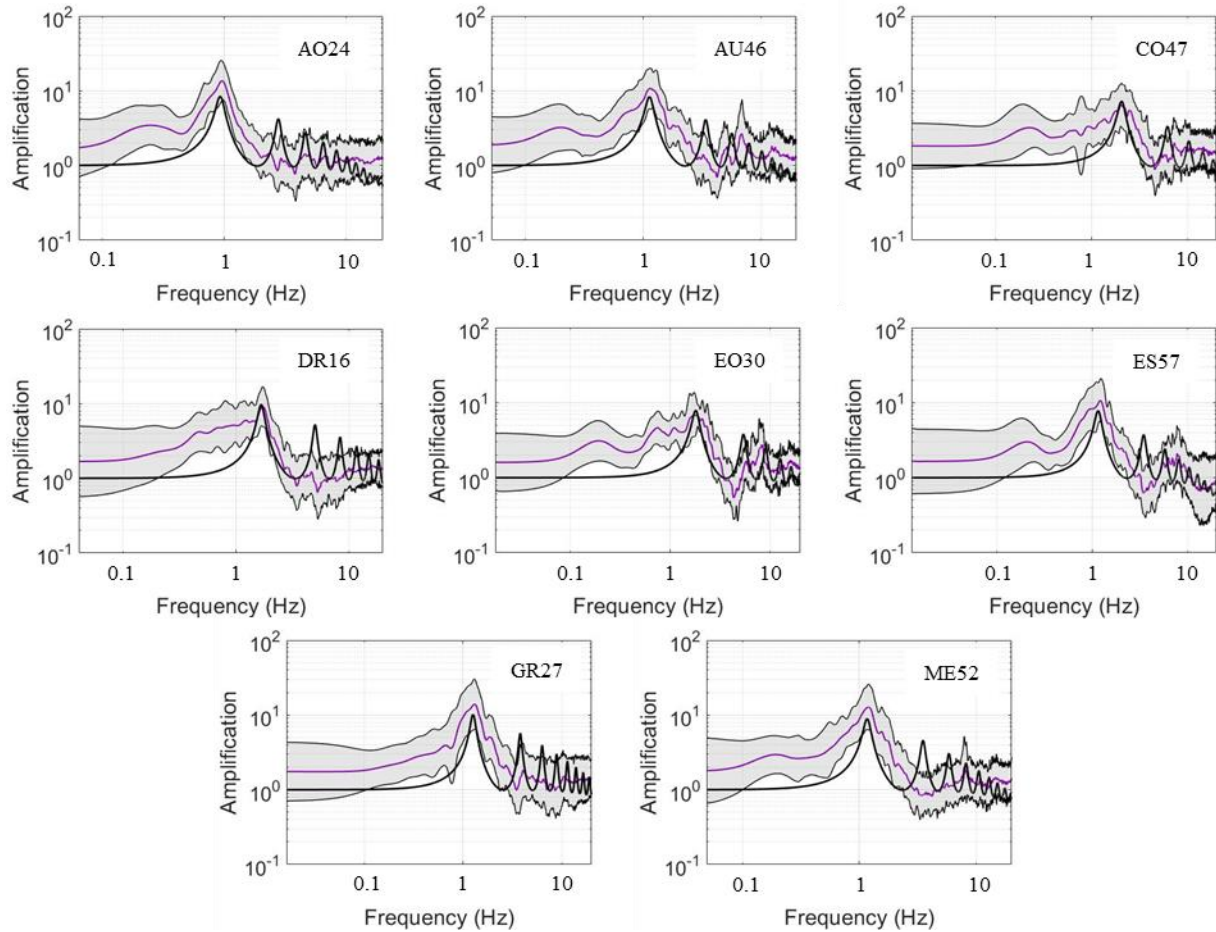 10²
AO24
10¹
Amplification
10⁰
10⁻¹
0.1 1 10
Frequency (Hz)
10²
AU46
10¹
Amplification
10⁰
10⁻¹
0.1 1 10
Frequency (Hz)
10²
CO47
10¹
Amplification
10⁰
10⁻¹
0.1 1 10
Frequency (Hz)
10²
DR16
10¹
Amplification
10⁰
10⁻¹
0.1 1 10
Frequency (Hz)
10²
EO30
10¹
Amplification
10⁰
10⁻¹
0.1 1 10
Frequency (Hz)
10²
ES57
10¹
Amplification
10⁰
10⁻¹
0.1 1 10
Frequency (Hz)
10²
GR27
10¹
Amplification
10⁰
10⁻¹
0.1 1 10
Frequency (Hz)
10²
ME52
10¹
Amplification
10⁰
10⁻¹
0.1 1 10
Frequency (Hz)